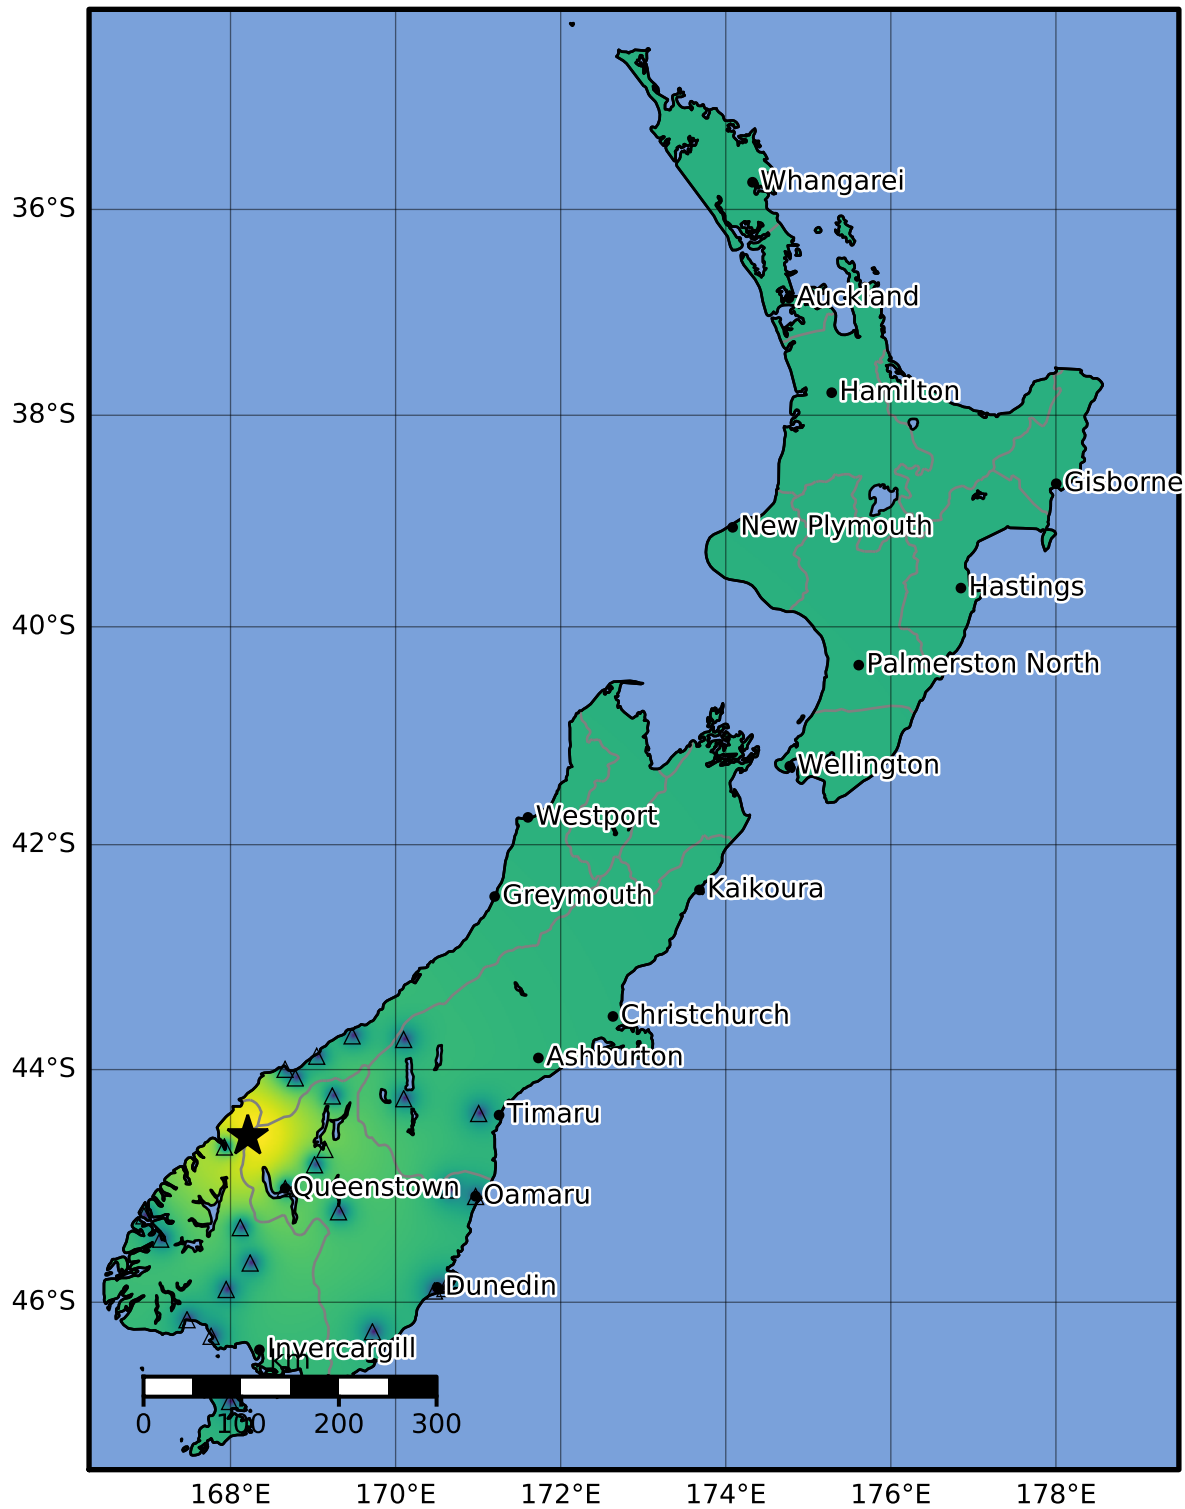 Whangarei
36°S
Auckland
Hamilton
38°S
Gisborne
New Plymouth
Hastings
40°S
Palmerston North
Wellington
Westport
42°S
Kaikoura
Greymouth
Christchurch
Ashburton
44°S
Timaru
Queenstown
Oamaru
Dunedin
46°S
Invercargill
km
0 100 200 300
168°E 170°E 172°E 174°E 176°E 178°E